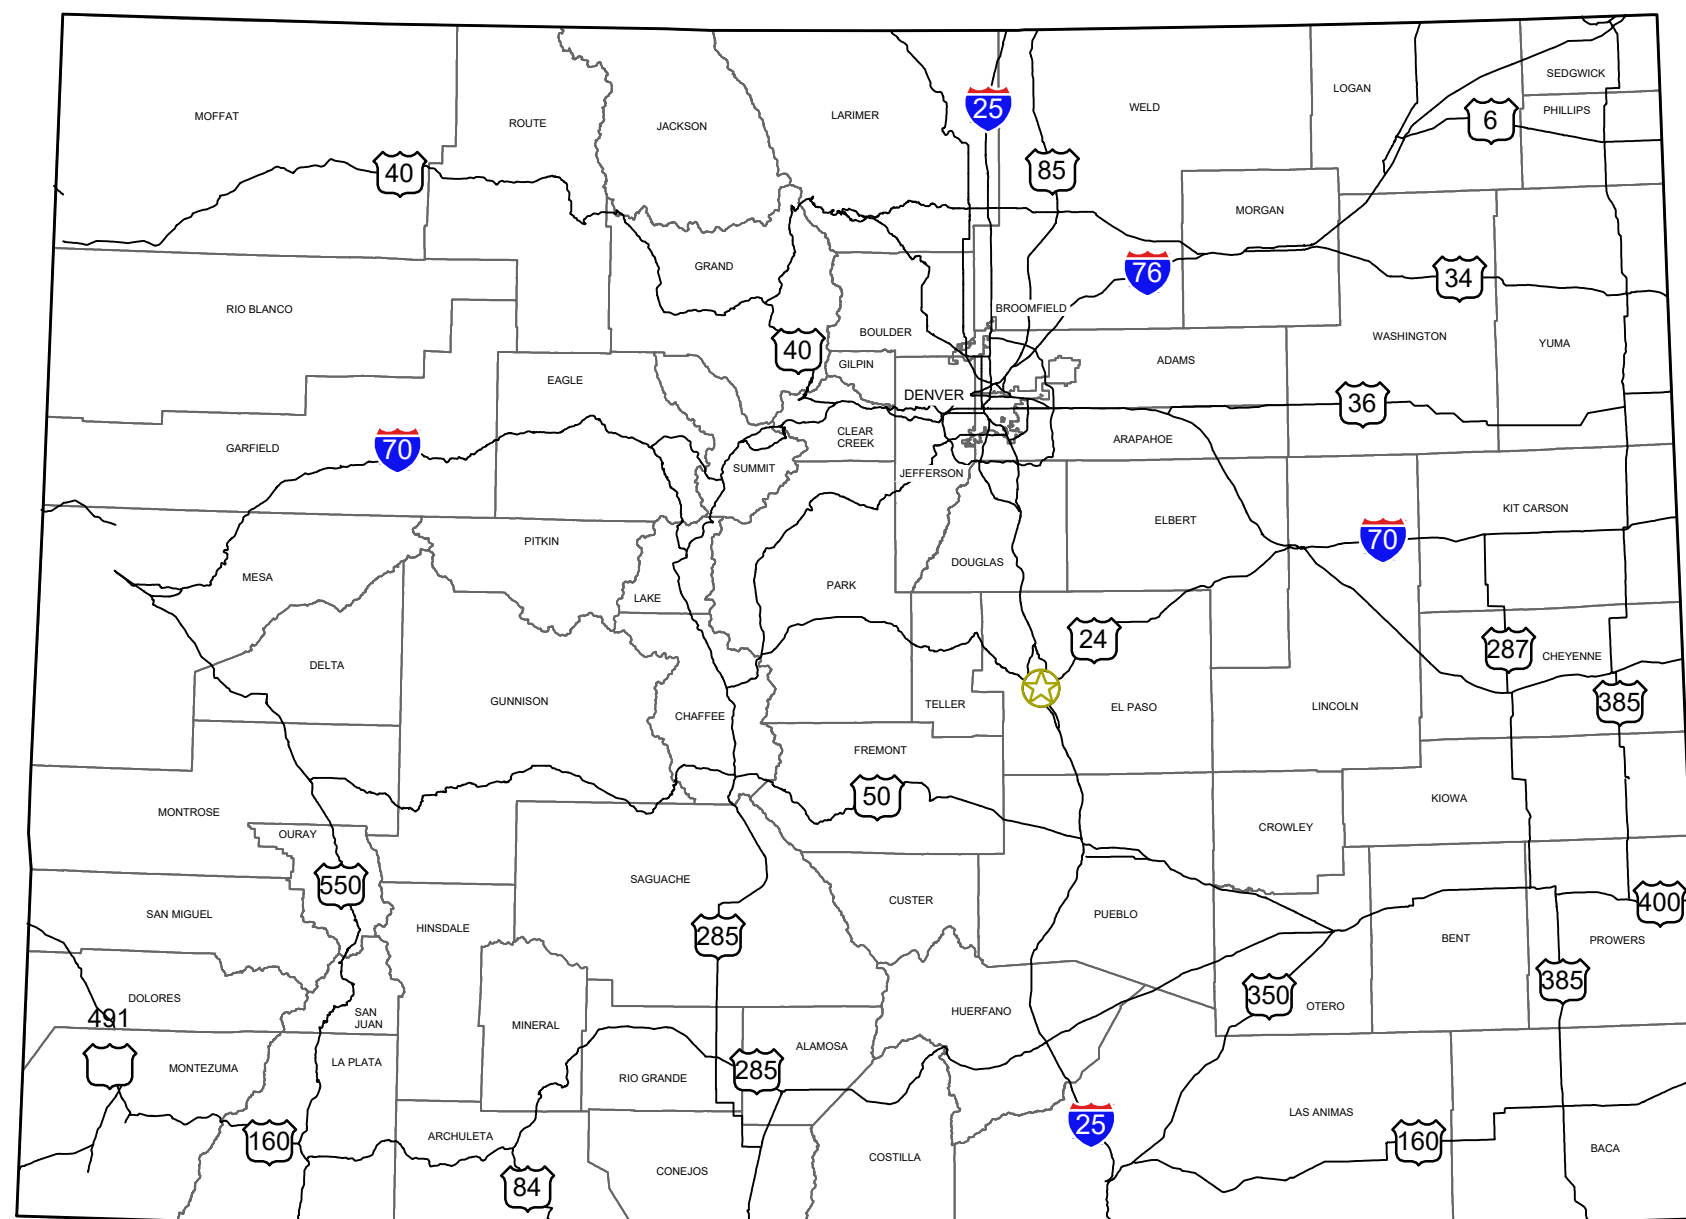 SEDGWICK
LOGAN
PHILLIPS
MOFFAT
ROUTE
JACKSON
LARIMER
25
WELD
6
40
85
MORGAN
GRAND
76
34
RIO BLANCO
BROOMFIELD
BOULDER
WASHINGTON
YUMA
40
GILPIN
ADAMS
EAGLE
DENVER
36
GARFIELD
70
CLEAR
CREEK
ARAPAHOE
SUMMIT
JEFFERSON
KIT CARSON
ELBERT
70
PITKIN
DOUGLAS
MESA
PARK
LAKE
24
287
CHEYENNE
DELTA
GUNNISON
TELLER
EL PASO
LINCOLN
385
CHAFFEE
FREMONT
50
KIOWA
MONTROSE
CROWLEY
OURAY
550
SAGUACHE
CUSTER
400
SAN MIGUEL
HINSDALE
285
PUEBLO
BENT
PROWERS
385
DOLORES
350
OTERO
491
SAN
JUAN
MINERAL
HUERFANO
ALAMOSA
MONTEZUMA
LA PLATA
RIO GRANDE
285
LAS ANIMAS
25
160
ARCHULETA
160
BACA
CONEJOS
COSTILLA
84